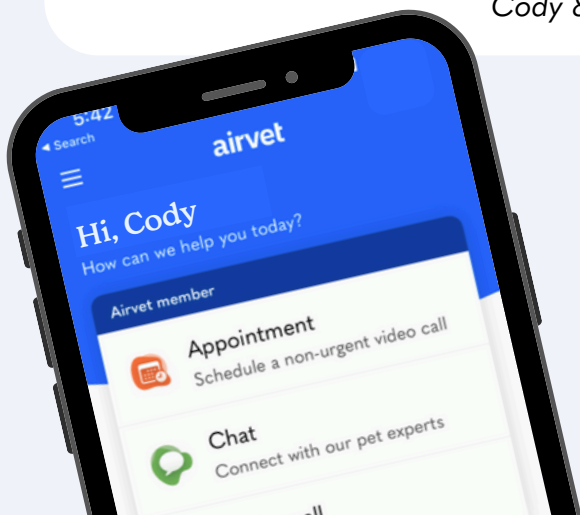 Cody &
5:42
Search
airvet
Hi, Cody
How can we help you today?
Airvet member
Appointment
Schedule a non-urgent video call
Chat
Connect with our pet experts